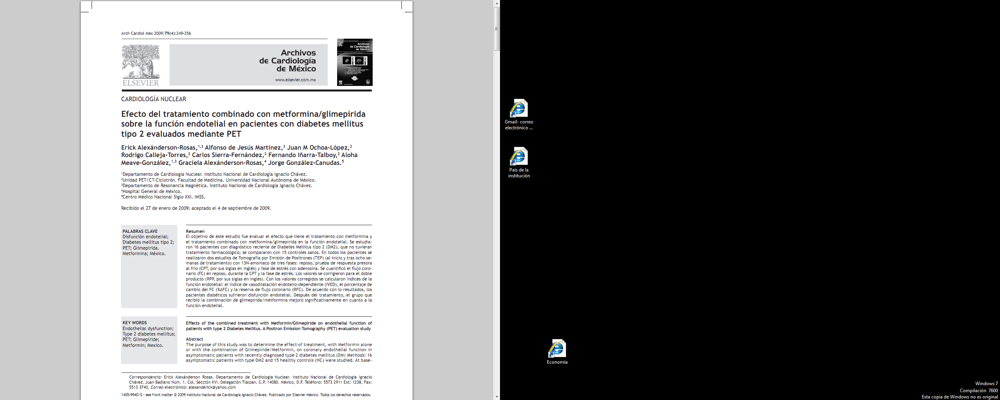 Arch Cardiol Mex 2009;79(4):249-256
ELSEVIER
Archivos
de Cardiología
de México
www.elsevier.com.mx
Archivos
de Cardiología
de México
CARDIOLOGÍA NUCLEAR
Efecto del tratamiento combinado con metformina/glimepirida
sobre la función endotelial en pacientes con diabetes mellitus
tipo 2 evaluados mediante PET
Erick Alexánderson-Rosas,1,2 Alfonso de Jesús Martínez,2 Juan M Ochoa-López,2
Rodrigo Calleja-Torres,2 Carlos Sierra-Fernández,2 Fernando Iñarra-Talboy,2 Aloha
Meave-González,1,3 Graciela Alexánderson-Rosas,4 Jorge González-Canudas.5
1Departamento de Cardiología Nuclear. Instituto Nacional de Cardiología Ignacio Chávez.
2Unidad PET/CT-Ciclotrón. Facultad de Medicina. Universidad Nacional Autónoma de México.
3Departamento de Resonancia Magnética. Instituto Nacional de Cardiología Ignacio Chávez.
4Hospital General de México.
5Centro Médico Nacional Siglo XXI. IMSS.
Recibido el 27 de enero de 2009; aceptado el 4 de septiembre de 2009.
PALABRAS CLAVE
Disfunción endotelial;
Diabetes mellitus tipo 2;
PET; Glimepirida.
Metformina; México.
Resumen
El objetivo de este estudio fue evaluar el efecto que tiene el tratamiento con metformina y
el tratamiento combinado con metformina/glimepirida en la función endotelial. Se estudia-
ron 16 pacientes con diagnóstico reciente de Diabetes Mellitus tipo 2 (DM2), que no tuvieran
tratamiento farmacológico; se compararon con 15 controles sanos. En todos los pacientes se
realizaron dos estudios de Tomografía por Emisión de Positrones (TEP) (al inicio y tras ocho se-
manas de tratamiento) con 13N-amoniaco de tres fases: reposo, prueba de respuesta presora
al frío (CPT, por sus siglas en inglés) y fase de estrés con adenosina. Se cuantificó el flujo coro-
nario (FC) en reposo, durante la CPT y la fase de estrés. Los valores se corrigieron para el doble
producto (RPP, por sus siglas en inglés). Con los valores corregidos se calcularon índices de la
función endotelial: el índice de vasodilatación endotelio-dependiente (IVED), el porcentaje de
cambio del FC (%ΔFC) y la reserva de flujo coronario (RFC). De acuerdo con lo resultados, los
pacientes diabéticos sufrieron disfunción endotelial. Después del tratamiento, el grupo que
recibió la combinación de glimepirida/metformina mejoró significativamente en cuanto a la
función endotelial.
KEY WORDS
Endothelial dysfunction;
Type 2 diabetes mellitus;
PET; Glimepiride;
Metformin; Mexico.
Effects of the combined treatment with Metformin/Glimepiride on endothelial function of
patients with type 2 Diabetes Mellitus. A Positron Emission Tomography (PET) evaluation study
Abstract
The purpose of this study was to determine the effect of treatment, with Metformin alone
or with the combination of Glimepiride/Metformin, on coronary endothelial function in
asymptomatic patients with recently diagnosed type 2 diabetes mellitus (DM) Methods: 16
asymptomatic patients with type DM2 and 15 healthy controls (HC) were studied. At base-
Correspondencia: Erick Alexánderson Rosas. Departamento de Cardiología Nuclear. Instituto Nacional de Cardiología Ignacio
Chávez. Juan Badiano Núm. 1. Col. Sección XVI. Delegación Tlalpan. C.P. 14080. México, D.F. Teléfono: 5573 2911 Ext: 1238, Fax:
5513 3740, Correo electrónico: alexanderick@yahoo.com
1405-9940/$ - see front matter © 2009 Instituto Nacional de Cardiología Ignacio Chávez. Publicado por Elsevier México. Todos los derechos reservados.
Gmail- correo
electrónico ...
País de la
institución
Economía
Windows 7
Compilación 7600
Esta copia de Windows no es original